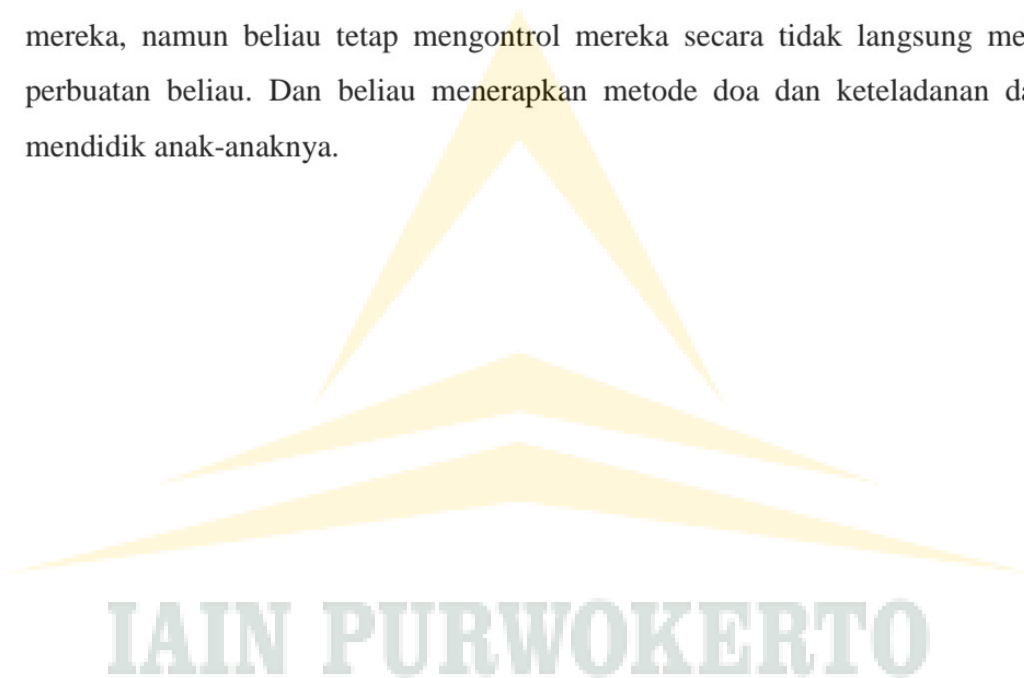 mereka, namun beliau tetap mengontrol mereka secara tidak langsung
perbuatan beliau. Dan beliau menerapkan metode doa dan keteladanan
mendidik anak-anaknya.
IAIN PURWOKERTO